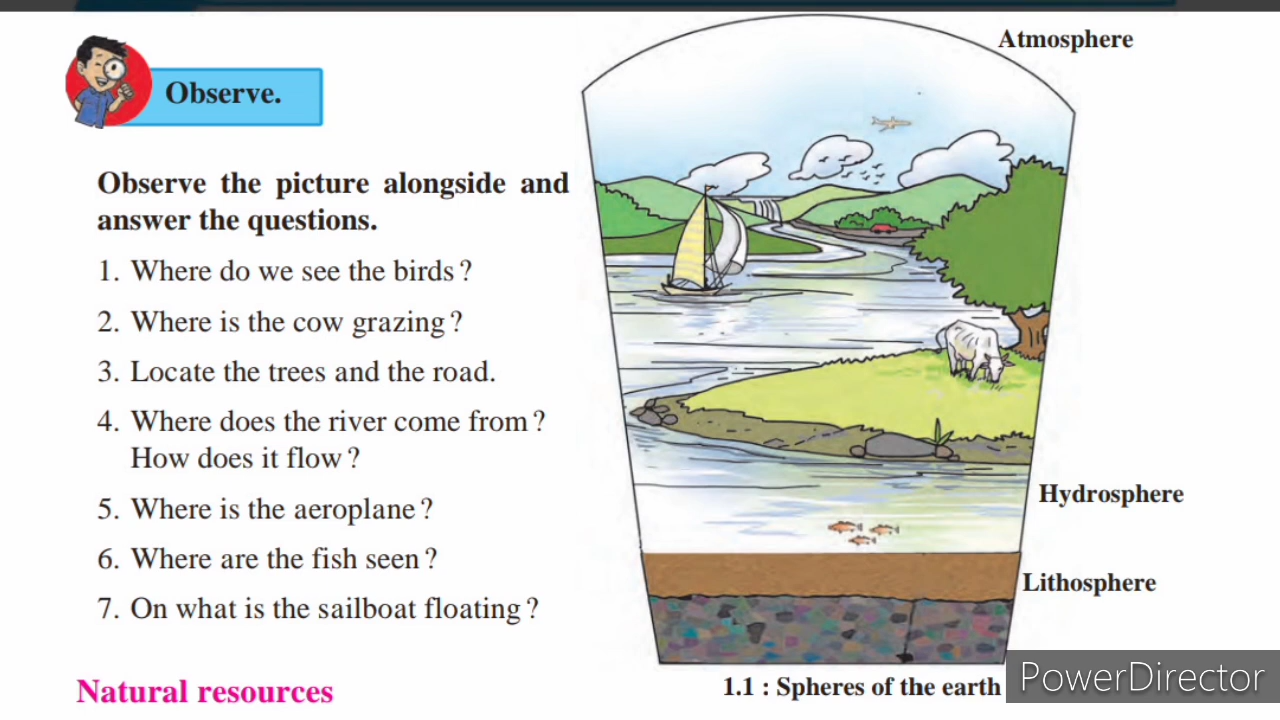 Observe.
Observe the picture alongside and
answer the questions.
1. Where do we see the birds?
2. Where is the cow grazing?
3. Locate the trees and the road.
4. Where does the river come from?
How does it flow?
5. Where is the aeroplane?
6. Where are the fish seen?
7. On what is the sailboat floating?
Natural resources
Atmosphere
Hydrosphere
Lithosphere
1.1 : Spheres of the earth
PowerDirector